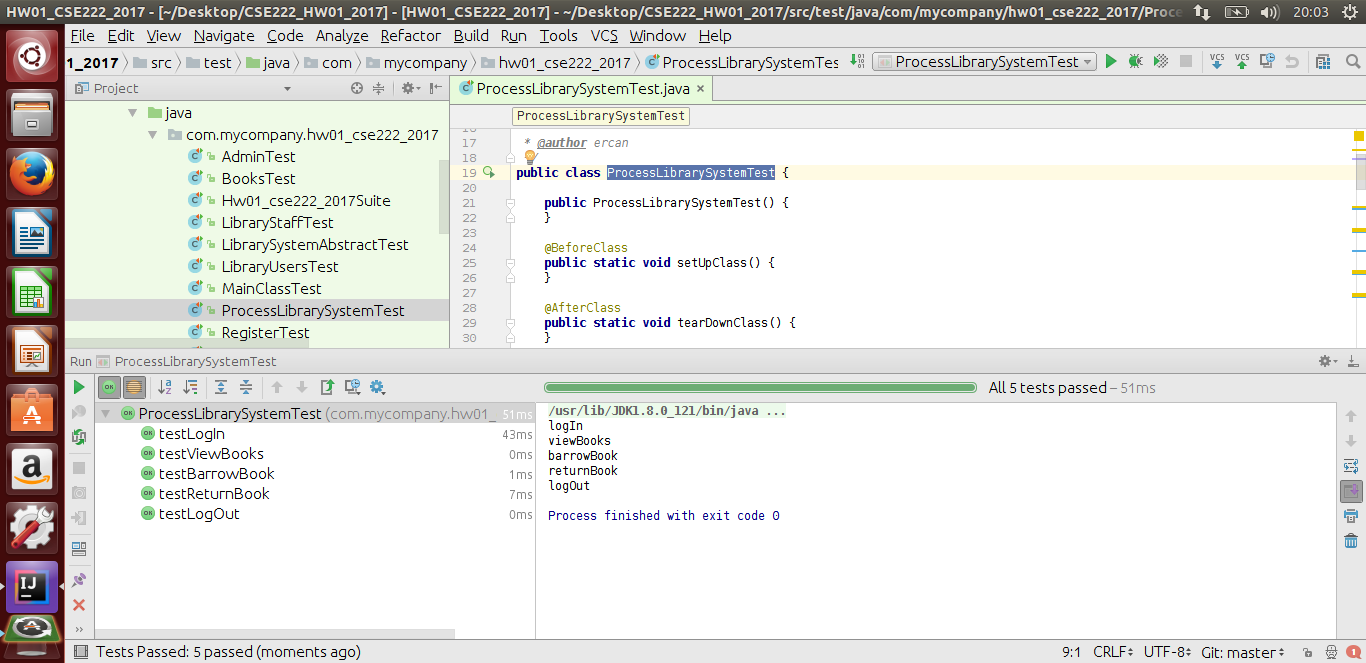 HW01_CSE222_2017 - [~/Desktop/CSE222_HW01_2017] - [HW01_CSE222_2017] - ~/Desktop/CSE222_HW01_2017/src/test/java/com/mycompany/hw01_cse222_2017/Proce 20:03
File Edit View Navigate Code Analyze Refactor Build Run Tools VCS Window Help
1_2017 src test java com mycompany hw01_cse222_2017 ProcessLibrarySystemTes ProcessLibrarySystemTest VCS VCS
Project
ProcessLibrarySystemTest.java ×
java
com.mycompany.hw01_cse222_2017
AdminTest
BooksTest
Hw01_cse222_2017Suite
LibraryStaffTest
LibrarySystemAbstractTest
LibraryUsersTest
MainClassTest
ProcessLibrarySystemTest
RegisterTest
ProcessLibrarySystemTest
16
17 * @author ercan
18
19 public class ProcessLibrarySystemTest {
20
21 public ProcessLibrarySystemTest() {
22 }
23
24 @BeforeClass
25 public static void setUpClass() {
26 }
27
28 @AfterClass
29 public static void tearDownClass() {
30 }
Run ProcessLibrarySystemTest
All 5 tests passed – 51ms
ProcessLibrarySystemTest (com.mycompany.hw01_ 51ms
testLogIn 43ms
testViewBooks 0ms
testBarrowBook 1ms
testReturnBook 7ms
testLogOut 0ms
/usr/lib/JDK1.8.0_121/bin/java ...
logIn
viewBooks
barrowBook
returnBook
logOut
Process finished with exit code 0
Tests Passed: 5 passed (moments ago) 9:1 CRLF UTF-8 Git: master 1